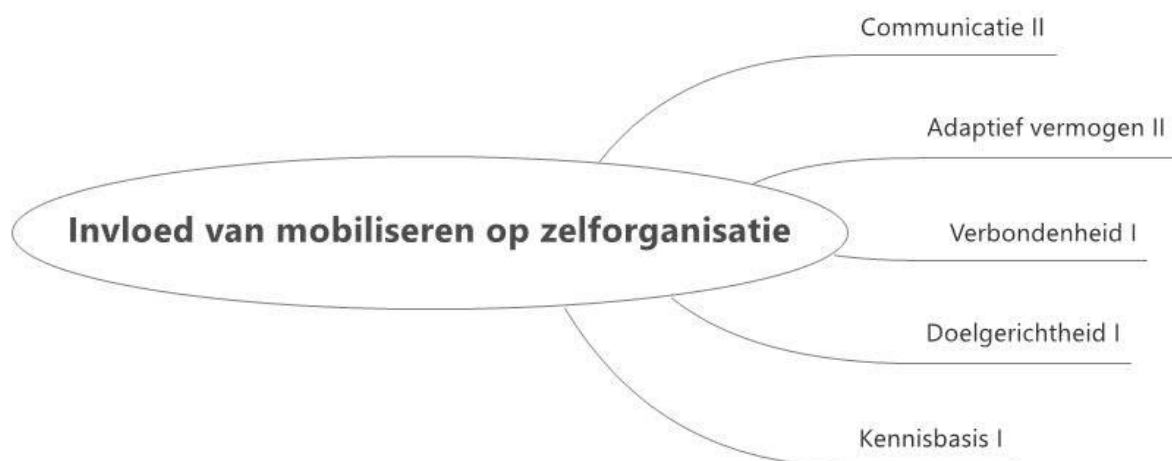 Communicatie II
Adaptief vermogen II
Invloed van mobiliseren op zelforganisatie
Verbondenheid I
Doelgerichtheid I
Kennisbasis I